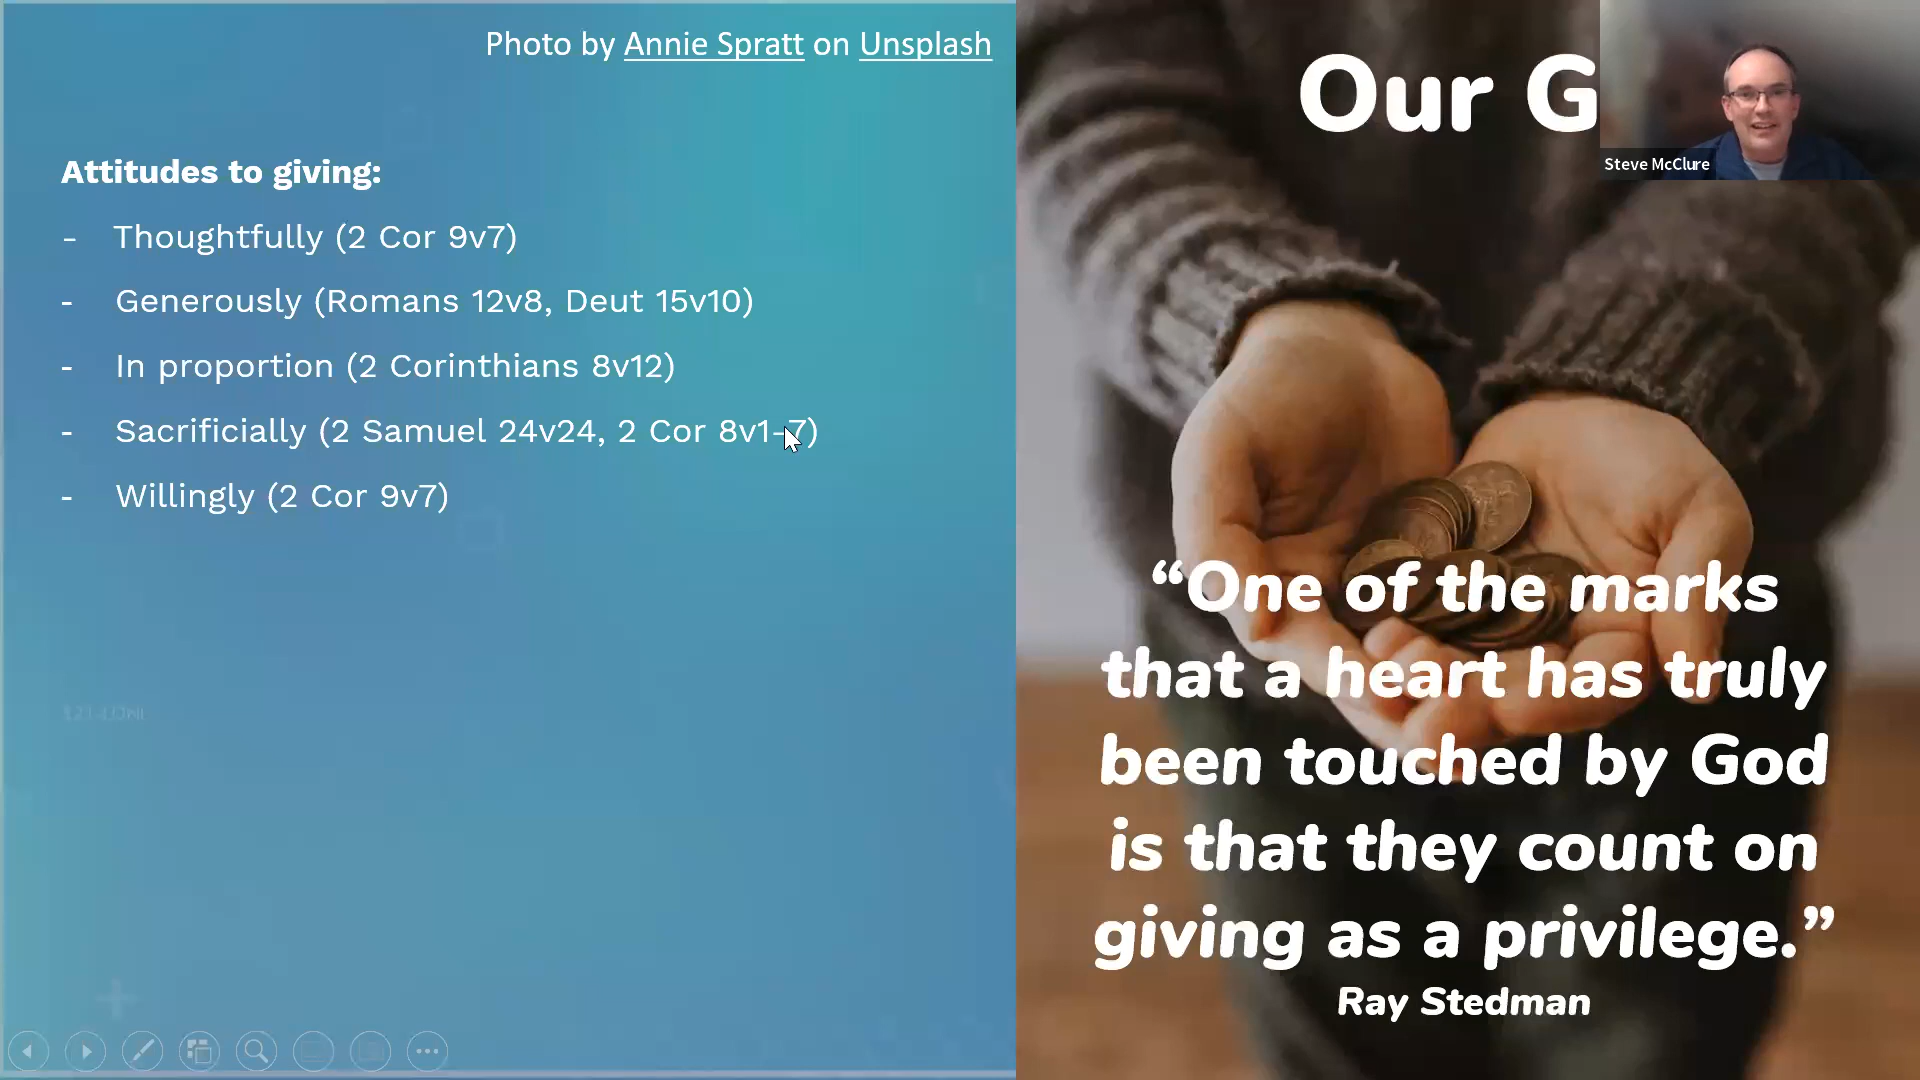 Photo by Annie Spratt on Unsplash
Attitudes to giving:
- Thoughtfully (2 Cor 9v7)
- Generously (Romans 12v8, Deut 15v10)
- In proportion (2 Corinthians 8v12)
- Sacrificially (2 Samuel 24v24, 2 Cor 8v1-7)
- Willingly (2 Cor 9v7)
Our G
Steve McClure
“One of the marks
that a heart has truly
been touched by God
is that they count on
giving as a privilege.”
Ray Stedman